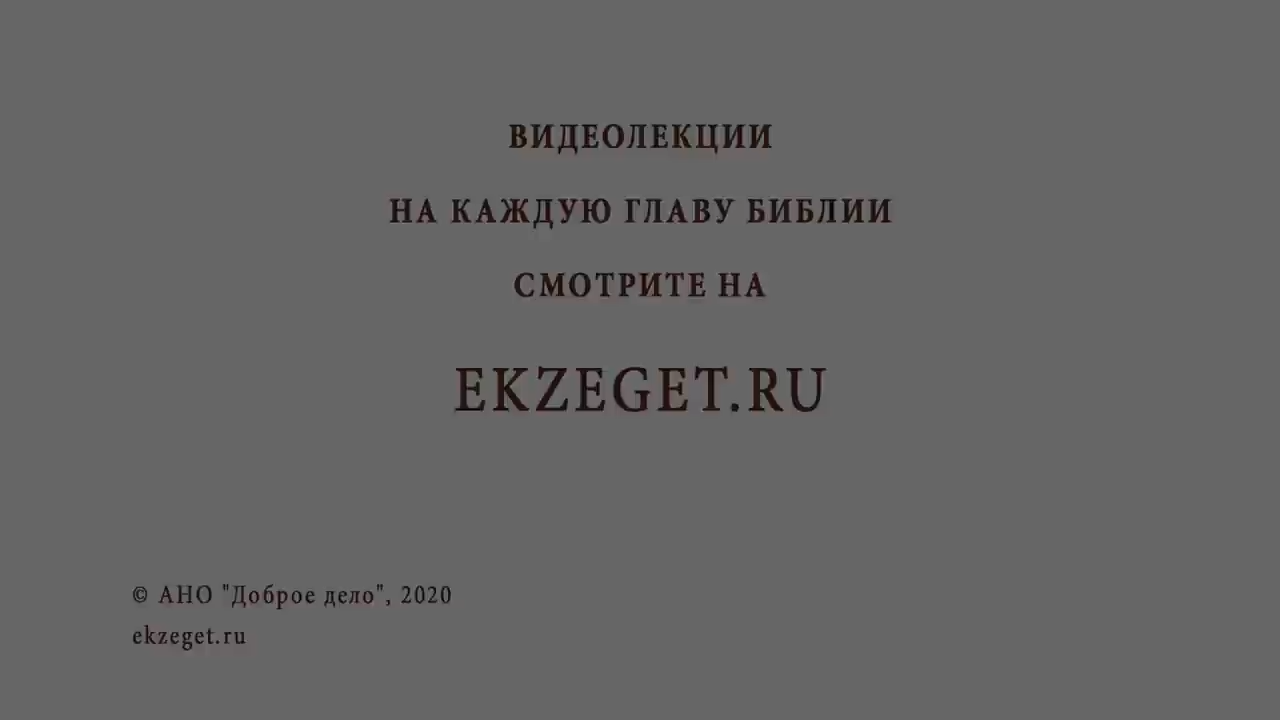 ВИДЕОЛЕКЦИИ
НА КАЖДУЮ ГЛАВУ БИБЛИИ
СМОТРИТЕ НА
EKZEGET.RU
© АНО "Доброе дело", 2020
ekzeget.ru